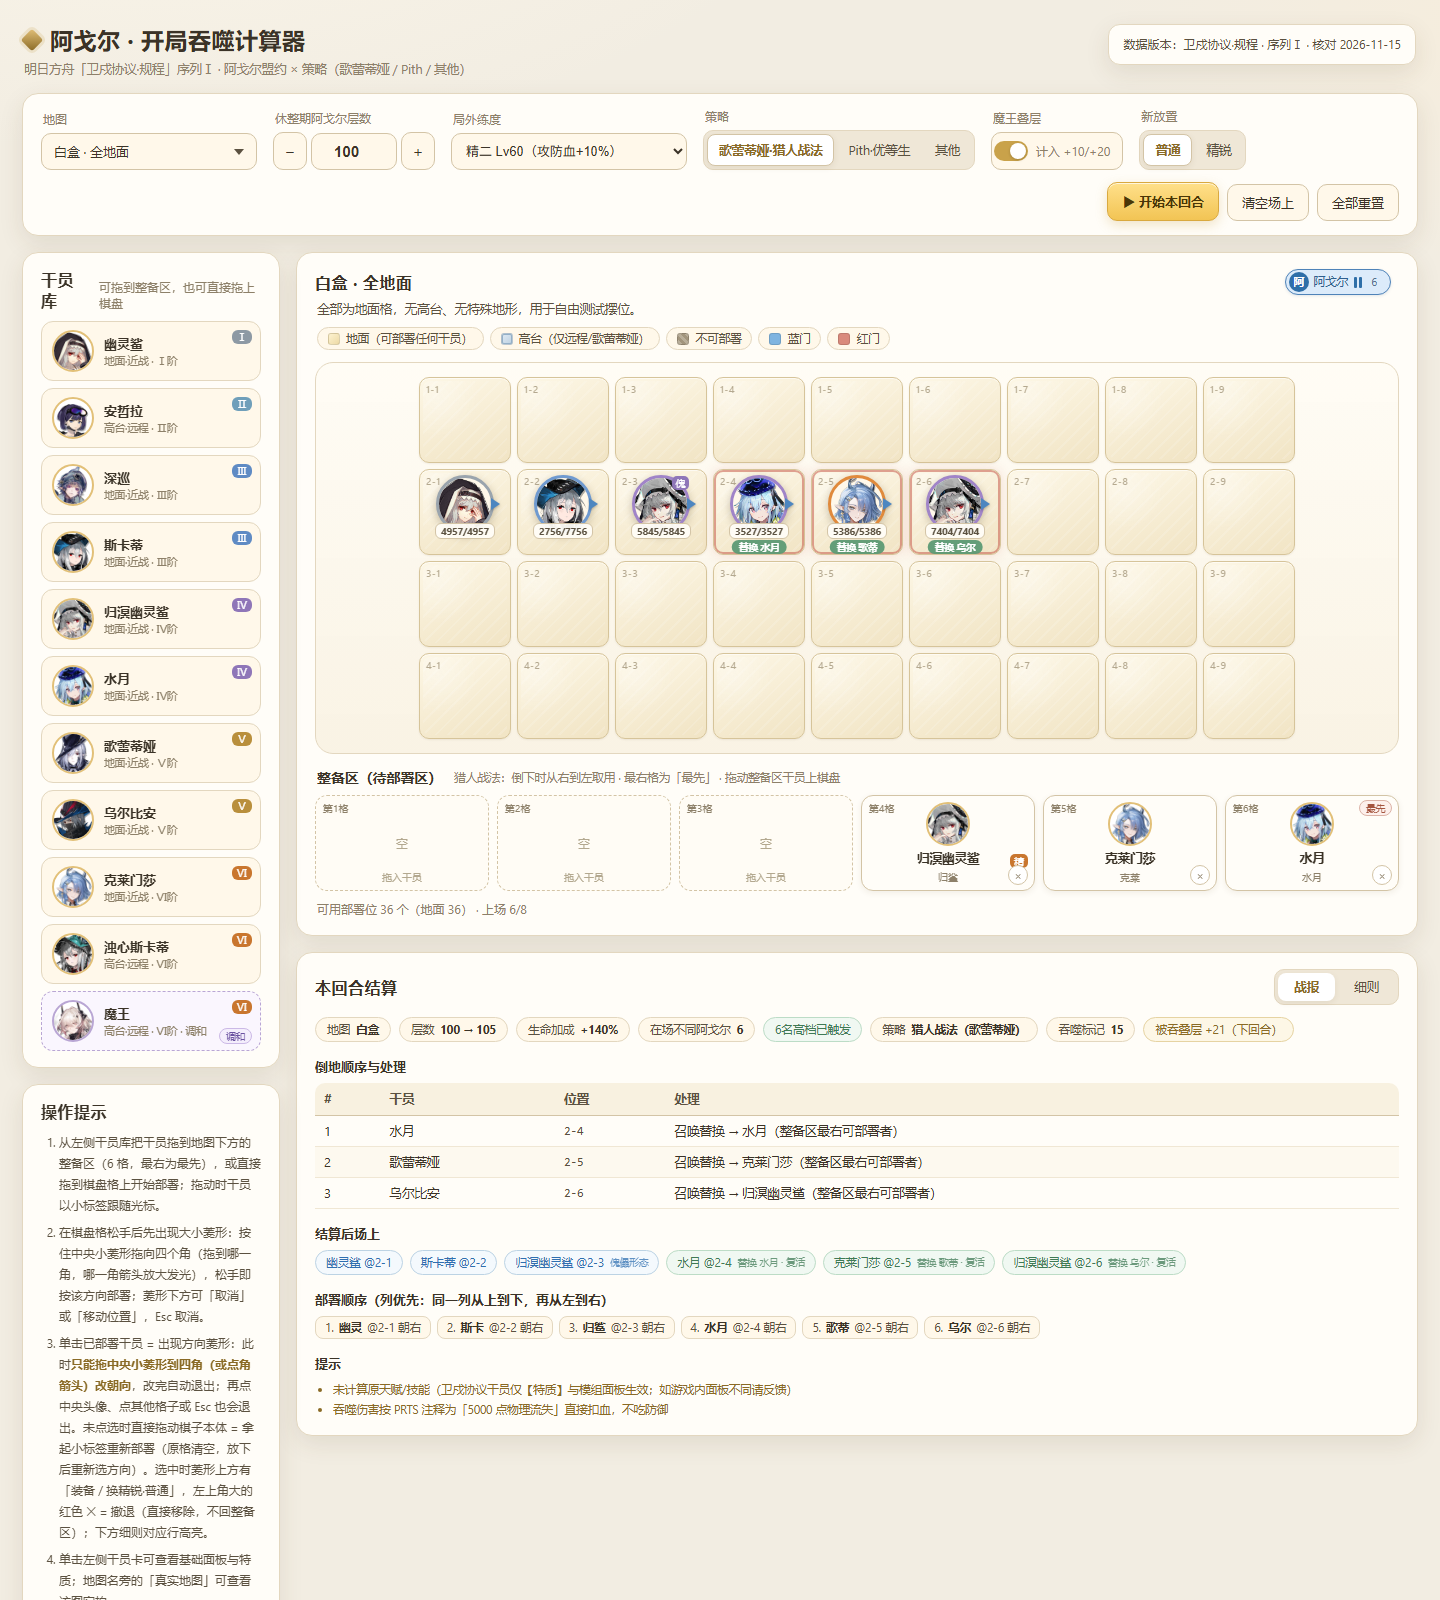 阿戈尔 · 开局吞噬计算器
明日方舟「卫戍协议·规程」序列 I · 阿戈尔盟约 × 策略（歌蕾蒂娅 / Pith / 其他）
数据版本：卫戍协议·规程 · 序列 I · 核对 2026-11-15
地图
白盒 · 全地面
休整期阿戈尔层数
−
100
+
局外练度
精二 Lv60（攻防血+10%）
策略
歌蕾蒂娅·猎人战法
Pith·优等生
其他
魔王叠层
计入 +10/+20
新放置
普通
精锐
▶ 开始本回合
清空场上
全部重置
干员库
可拖到整备区，也可直接拖上棋盘
幽灵鲨
地面·近战 · I 阶
I
安哲拉
高台·远程 · II阶
II
深巡
地面·近战 · III阶
III
斯卡蒂
地面·近战 · III阶
III
归溟幽灵鲨
地面·近战 · IV阶
IV
水月
地面·近战 · IV阶
IV
歌蕾蒂娅
地面·近战 · V 阶
V
乌尔比安
地面·近战 · V 阶
V
克莱门莎
地面·近战 · VI阶
VI
浊心斯卡蒂
高台·远程 · VI阶
VI
魔王
高台·远程 · VI阶 · 调和
VI
调和
操作提示
1. 从左侧干员库把干员拖到地图下方的
整备区（6 格，最右为最先），或直接
拖到棋盘格上开始部署；拖动时干员
以小标签跟随光标。
2. 在棋盘格松手后先出现大小菱形：按
住中央小菱形拖向四个角（拖到哪一
角，哪一角箭头放大发光），松手即
按该方向部署；菱形下方可「取消」
或「移动位置」，Esc 取消。
3. 单击已部署干员 = 出现方向菱形：此
时只能拖中央小菱形到四角（或点角
箭头）改朝向，改完自动退出；再点
中央头像、点其他格子或 Esc 也会退
出。未点选时直接拖动棋子本体 = 拿
起小标签重新部署（原格清空，放下
后重新选方向）。选中时菱形上方有
「装备 / 换精锐·普通」，左上角大的
红色 × = 撤退（直接移除，不回整备
区）；下方细则对应行高亮。
4. 单击左侧干员卡可查看基础面板与特
质；地图名旁的「真实地图」可查看
白盒 · 全地面
阿 阿戈尔 6
全部为地面格，无高台、无特殊地形，用于自由测试摆位。
地面（可部署任何干员）
高台（仅远程/歌蕾蒂娅）
不可部署
蓝门
红门
1-1 1-2 1-3 1-4 1-5 1-6 1-7 1-8 1-9
2-1 2-2 2-3 2-4 2-5 2-6 2-7 2-8 2-9
傀
4957/4957 2756/7756 5845/5845 3527/3527 5386/5386 7404/7404
替换 水月 替换 歌蒂 替换 乌尔
3-1 3-2 3-3 3-4 3-5 3-6 3-7 3-8 3-9
4-1 4-2 4-3 4-4 4-5 4-6 4-7 4-8 4-9
整备区（待部署区）
猎人战法：倒下时从右到左取用 · 最右格为「最先」 · 拖动整备区干员上棋盘
第1格
空
拖入干员
第2格
空
拖入干员
第3格
空
拖入干员
第4格
归溟幽灵鲨
归鲨
×
第5格
克莱门莎
克莱
×
第6格
最先
水月
水月
×
可用部署位 36 个（地面 36） · 上场 6/8
本回合结算
战报
细则
地图 白盒
层数 100 → 105
生命加成 +140%
在场不同阿戈尔 6
6名高档已触发
策略 猎人战法（歌蕾蒂娅）
吞噬标记 15
被吞叠层 +21（下回合）
倒地顺序与处理
# 干员 位置 处理
1 水月 2-4 召唤替换 → 水月（整备区最右可部署者）
2 歌蕾蒂娅 2-5 召唤替换 → 克莱门莎（整备区最右可部署者）
3 乌尔比安 2-6 召唤替换 → 归溟幽灵鲨（整备区最右可部署者）
结算后场上
幽灵鲨 @2-1
斯卡蒂 @2-2
归溟幽灵鲨 @2-3 傀儡形态
水月 @2-4 替换 水月 · 复活
克莱门莎 @2-5 替换 歌蒂 · 复活
归溟幽灵鲨 @2-6 替换 乌尔 · 复活
部署顺序（列优先：同一列从上到下，再从左到右）
1. 幽灵 @2-1 朝右
2. 斯卡 @2-2 朝右
3. 归鲨 @2-3 朝右
4. 水月 @2-4 朝右
5. 歌蒂 @2-5 朝右
6. 乌尔 @2-6 朝右
提示
• 未计算原天赋/技能（卫戍协议干员仅【特质】与模组面板生效；如游戏内面板不同请反馈）
• 吞噬伤害按 PRTS 注释为「5000 点物理流失」直接扣血，不吃防御